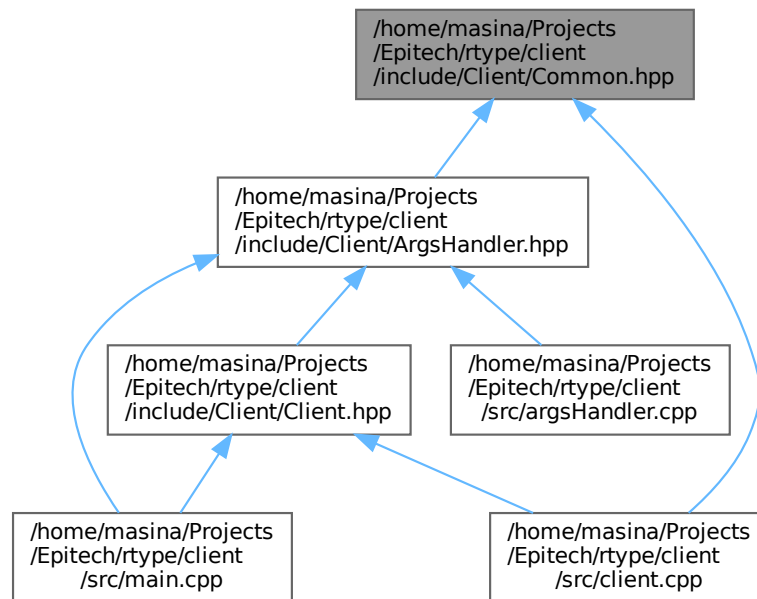 /home/masina/Projects
/Epitech/rtype/client
/include/Client/Common.hpp
/home/masina/Projects
/Epitech/rtype/client
/include/Client/ArgsHandler.hpp
/home/masina/Projects
/Epitech/rtype/client
/include/Client/Client.hpp
/home/masina/Projects
/Epitech/rtype/client
/src/argsHandler.cpp
/home/masina/Projects
/Epitech/rtype/client
/src/main.cpp
/home/masina/Projects
/Epitech/rtype/client
/src/client.cpp